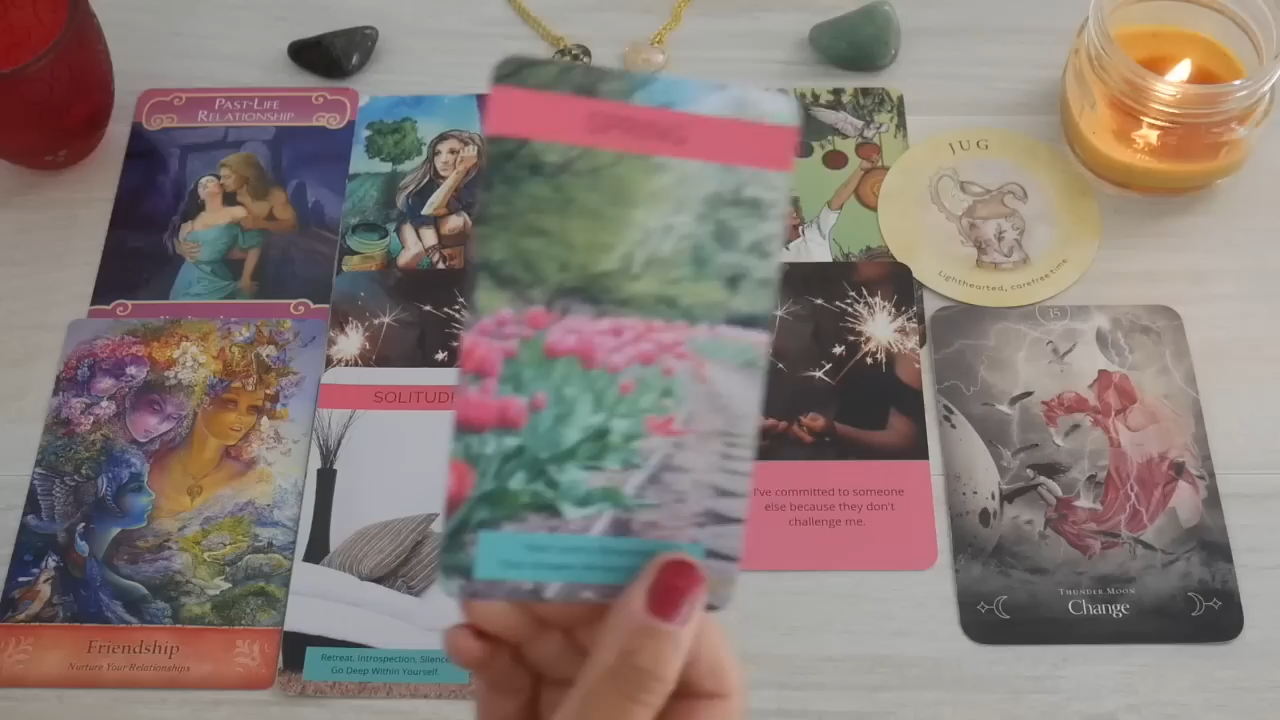 PAST-LIFE
RELATIONSHIP
JUG
Lighthearted, carefree time
15
SOLITUDE
I've committed to someone
else because they don't
challenge me.
THUNDER MOON
Change
Friendship
Nurture Your Relationships
Retreat, Introspection, Silence
Go Deep Within Yourself.